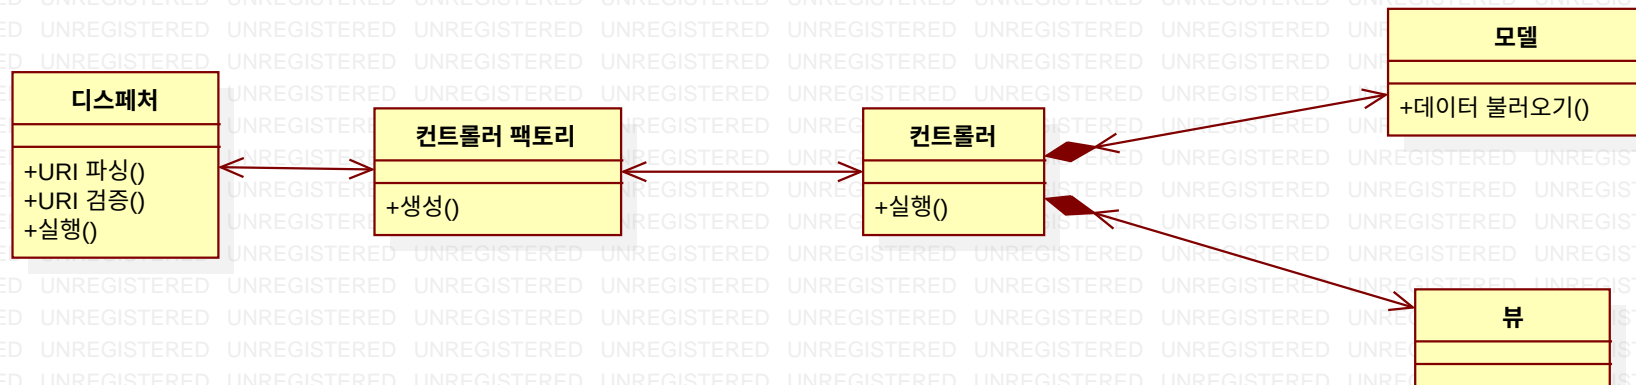 디스페처
+URI 파싱()
+URI 검증()
+실행()
컨트롤러 팩토리
+생성()
컨트롤러
+실행()
모델
+데이터 불러오기()
뷰
UNREGISTERED